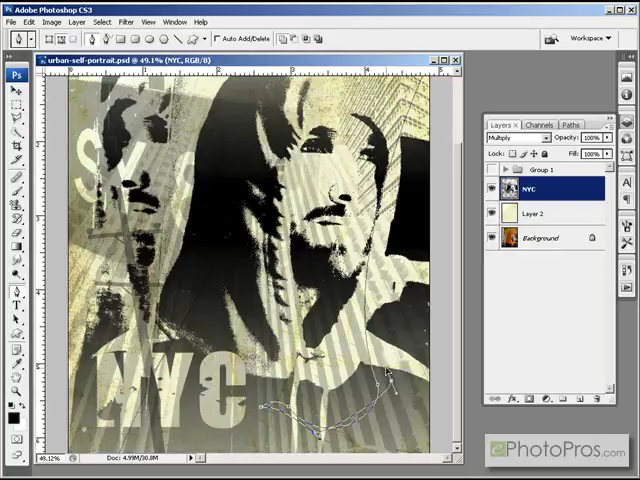 Adobe Photoshop CS3
File Edit Image Layer Select Filter Analysis View Window Help
Auto Add/Delete
Workspace
urban-self-portrait.psd @ 49.1% (NYC, RGB/8)
Layers Channels Paths
Multiply Opacity: 100%
Lock: Fill: 100%
Group 1
NYC
Layer 2
Background
NYC
49.12% Doc: 4.99M/30.8M
ePhotoPros.com